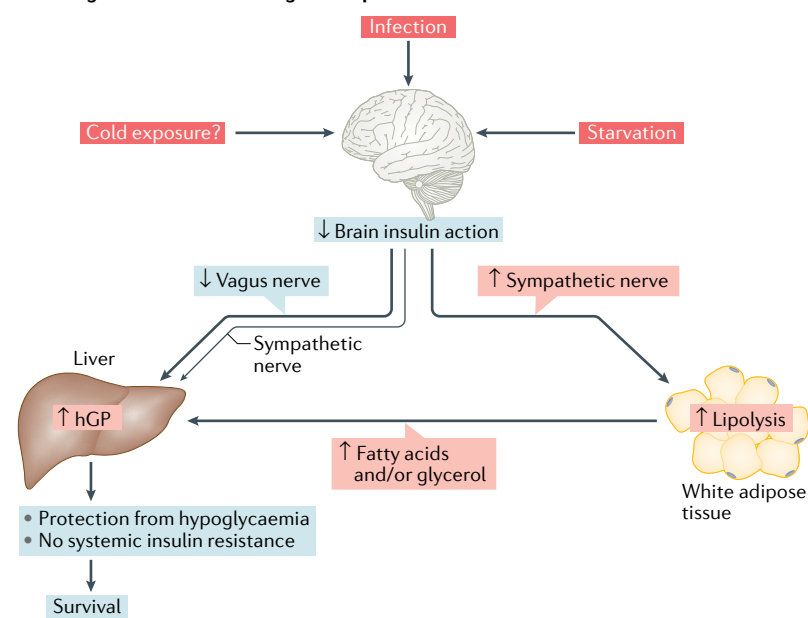 Infection
Cold exposure?
Starvation
↓ Brain insulin action
↓ Vagus nerve
↑ Sympathetic nerve
Sympathetic
nerve
Liver
↑ hGP
↑ Lipolysis
↑ Fatty acids
and/or glycerol
White adipose
tissue
• Protection from hypoglycaemia
• No systemic insulin resistance
Survival